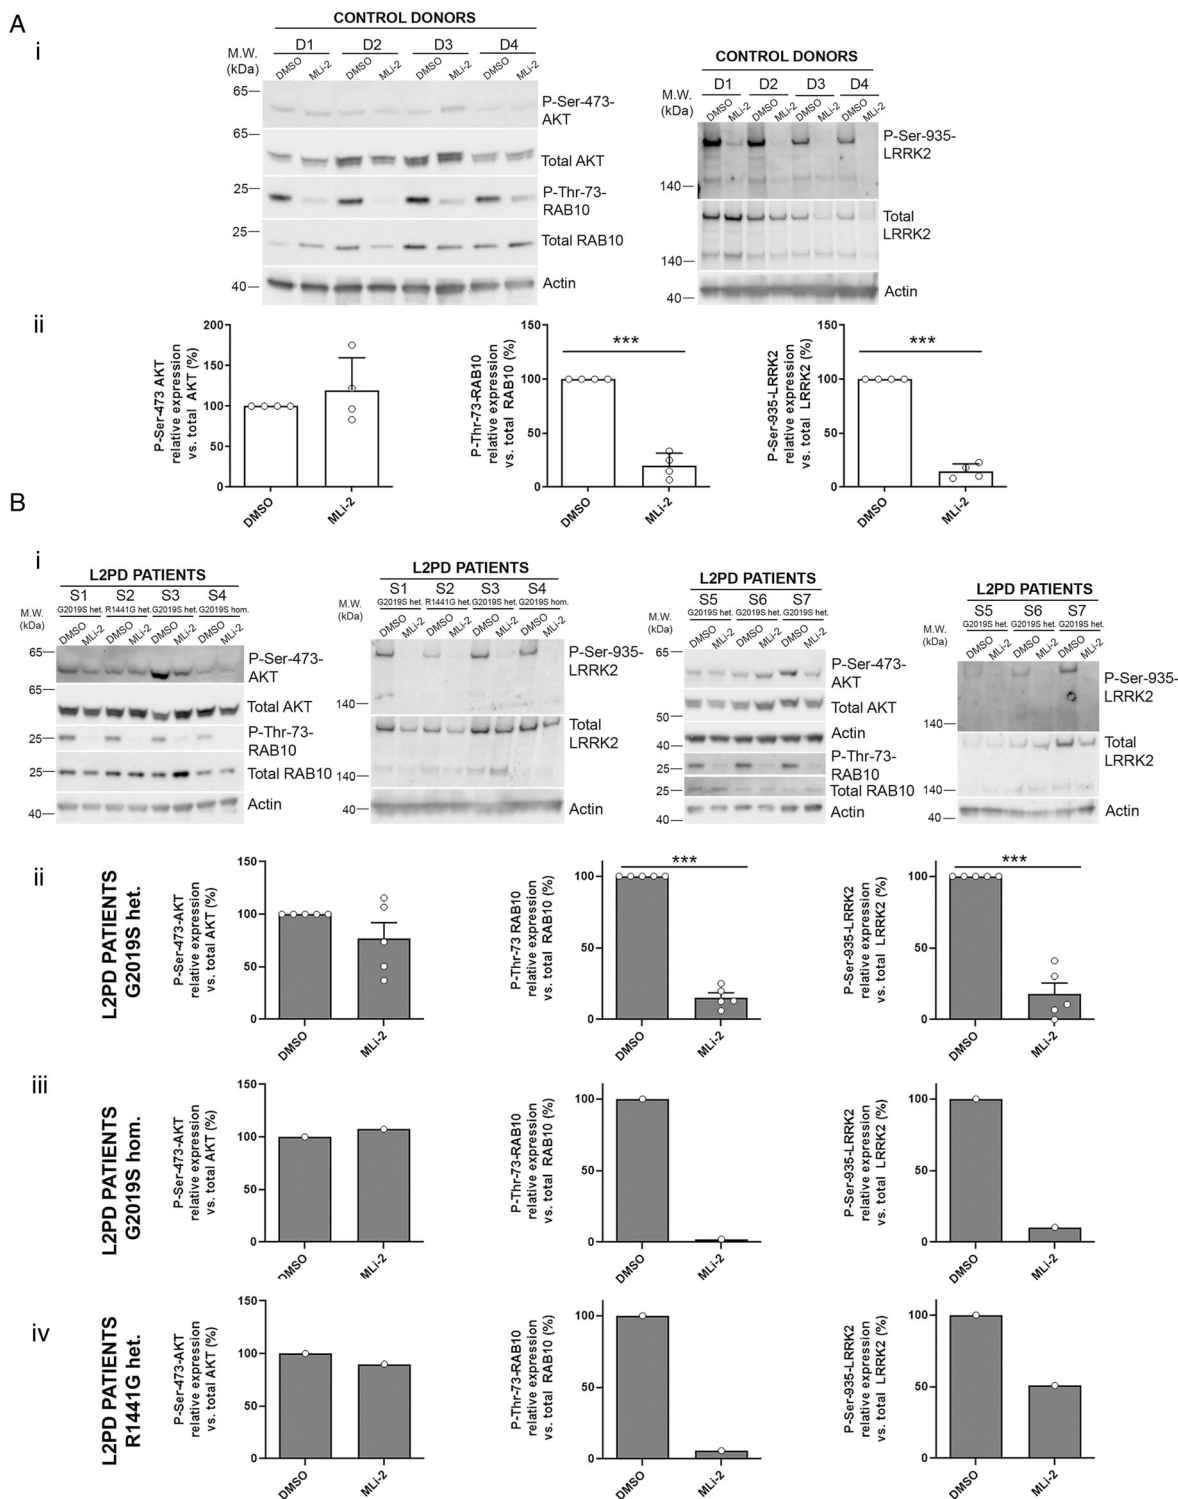 A
i
CONTROL DONORS
D1 D2 D3 D4
M.W.
(kDa)
DMSO MLi-2 DMSO MLi-2 DMSO MLi-2 DMSO MLi-2
65
P-Ser-473-
AKT
65
Total AKT
25
P-Thr-73-
RAB10
25
Total RAB10
40
Actin
CONTROL DONORS
D1 D2 D3 D4
M.W.
(kDa)
DMSO MLi-2 DMSO MLi-2 DMSO MLi-2 DMSO MLi-2
P-Ser-935-
LRRK2
140
Total
LRRK2
140
40
Actin
ii
P-Ser-473 AKT
relative expression
vs. total AKT (%)
200
150
100
50
0
DMSO MLi-2
P-Thr-73-RAB10
relative expression
vs. total RAB10 (%)
150
100
50
0
***
DMSO MLi-2
P-Ser-935-LRRK2
relative expression
vs. total LRRK2 (%)
150
100
50
0
***
DMSO MLi-2
B
i
L2PD PATIENTS
S1 S2 S3 S4
G2019S het. R1441G het. G2019S het. G2019S hom.
M.W.
(kDa)
DMSO MLi-2 DMSO MLi-2 DMSO MLi-2 DMSO MLi-2
65
P-Ser-473-
AKT
65
Total AKT
25
P-Thr-73-
RAB10
25
Total RAB10
40
Actin
L2PD PATIENTS
S1 S2 S3 S4
G2019S het. R1441G het. G2019S het. G2019S hom.
M.W.
(kDa)
DMSO MLi-2 DMSO MLi-2 DMSO MLi-2 DMSO MLi-2
P-Ser-935-
LRRK2
140
Total
LRRK2
140
40
Actin
L2PD PATIENTS
S5 S6 S7
G2019S het. G2019S het. G2019S het.
M.W.
(kDa)
DMSO MLi-2 DMSO MLi-2 DMSO MLi-2
65
P-Ser-473-
AKT
Total AKT
50
Actin
40
P-Thr-73-
RAB10
25
Total RAB10
25
Actin
40
L2PD PATIENTS
S5 S6 S7
G2019S het. G2019S het. G2019S het.
M.W.
(kDa)
DMSO MLi-2 DMSO MLi-2 DMSO MLi-2
P-Ser-935-
LRRK2
140
Total
LRRK2
140
40
Actin
ii
L2PD PATIENTS
G2019S het.
P-Ser-473-AKT
relative expression
vs. total AKT (%)
150
100
50
0
DMSO MLi-2
P-Thr-73 RAB10
relative expression
vs. total RAB10 (%)
100
50
0
***
DMSO MLi-2
P-Ser-935-LRRK2
relative expression
vs. total LRRK2 (%)
100
50
0
***
DMSO MLi-2
iii
L2PD PATIENTS
G2019S hom.
P-Ser-473-AKT
relative expression
vs. total AKT (%)
150
100
50
0
DMSO MLi-2
P-Thr-73-RAB10
relative expression
vs. total RAB10 (%)
100
50
0
DMSO MLi-2
P-Ser-935-LRRK2
relative expression
vs. total LRRK2 (%)
100
50
0
DMSO MLi-2
iv
L2PD PATIENTS
R1441G het.
P-Ser-473-AKT
relative expression
vs. total AKT (%)
150
100
50
0
DMSO MLi-2
P-Thr-73-RAB10
relative expression
vs. total RAB10 (%)
100
50
0
DMSO MLi-2
P-Ser-935-LRRK2
relative expression
vs. total LRRK2 (%)
100
50
0
DMSO MLi-2